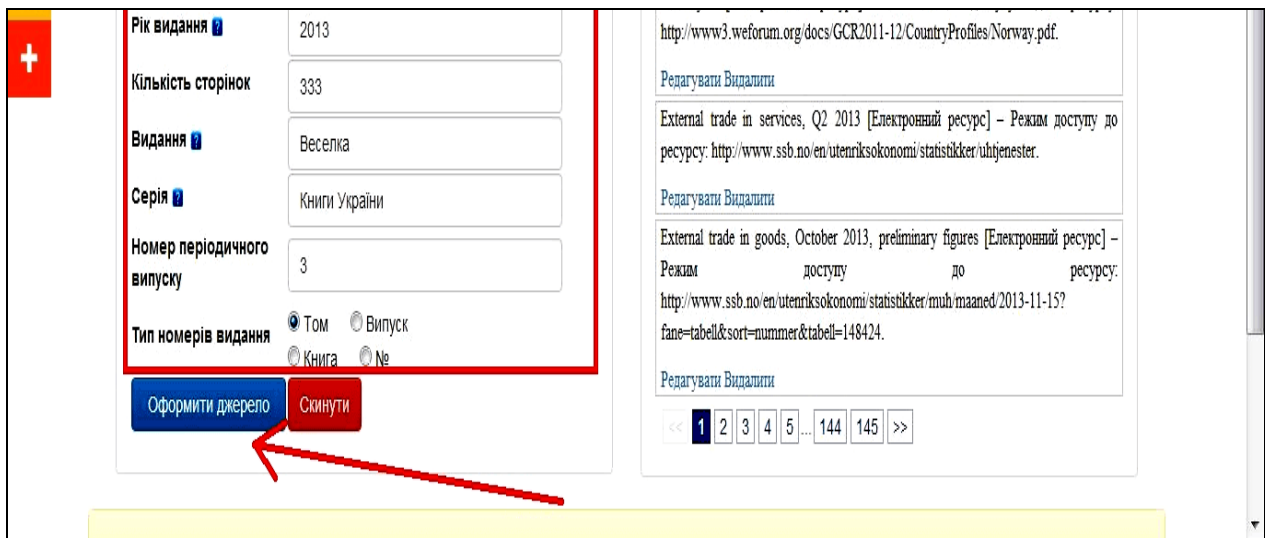 +
Рік видання ?
2013
Кількість сторінок
333
Видання ?
Веселка
Серія ?
Книги України
Номер періодичного
випуску
3
Тип номерів видання
Том Випуск
Книга №
Оформити джерело Скинути
http://www3.weforum.org/docs/GCR2011-12/CountryProfiles/Norway.pdf.
Редагувати Видалити
External trade in services, Q2 2013 [Електронний ресурс] – Режим доступу до
ресурсу: http://www.ssb.no/en/utenriksokonomi/statistikker/uhtjenester.
Редагувати Видалити
External trade in goods, October 2013, preliminary figures [Електронний ресурс] –
Режим доступу до ресурсу:
http://www.ssb.no/en/utenriksokonomi/statistikker/muh/maaned/2013-11-15?
fane=tabell&sort=nummer&tabell=148424.
Редагувати Видалити
<< 1 2 3 4 5 ... 144 145 >>